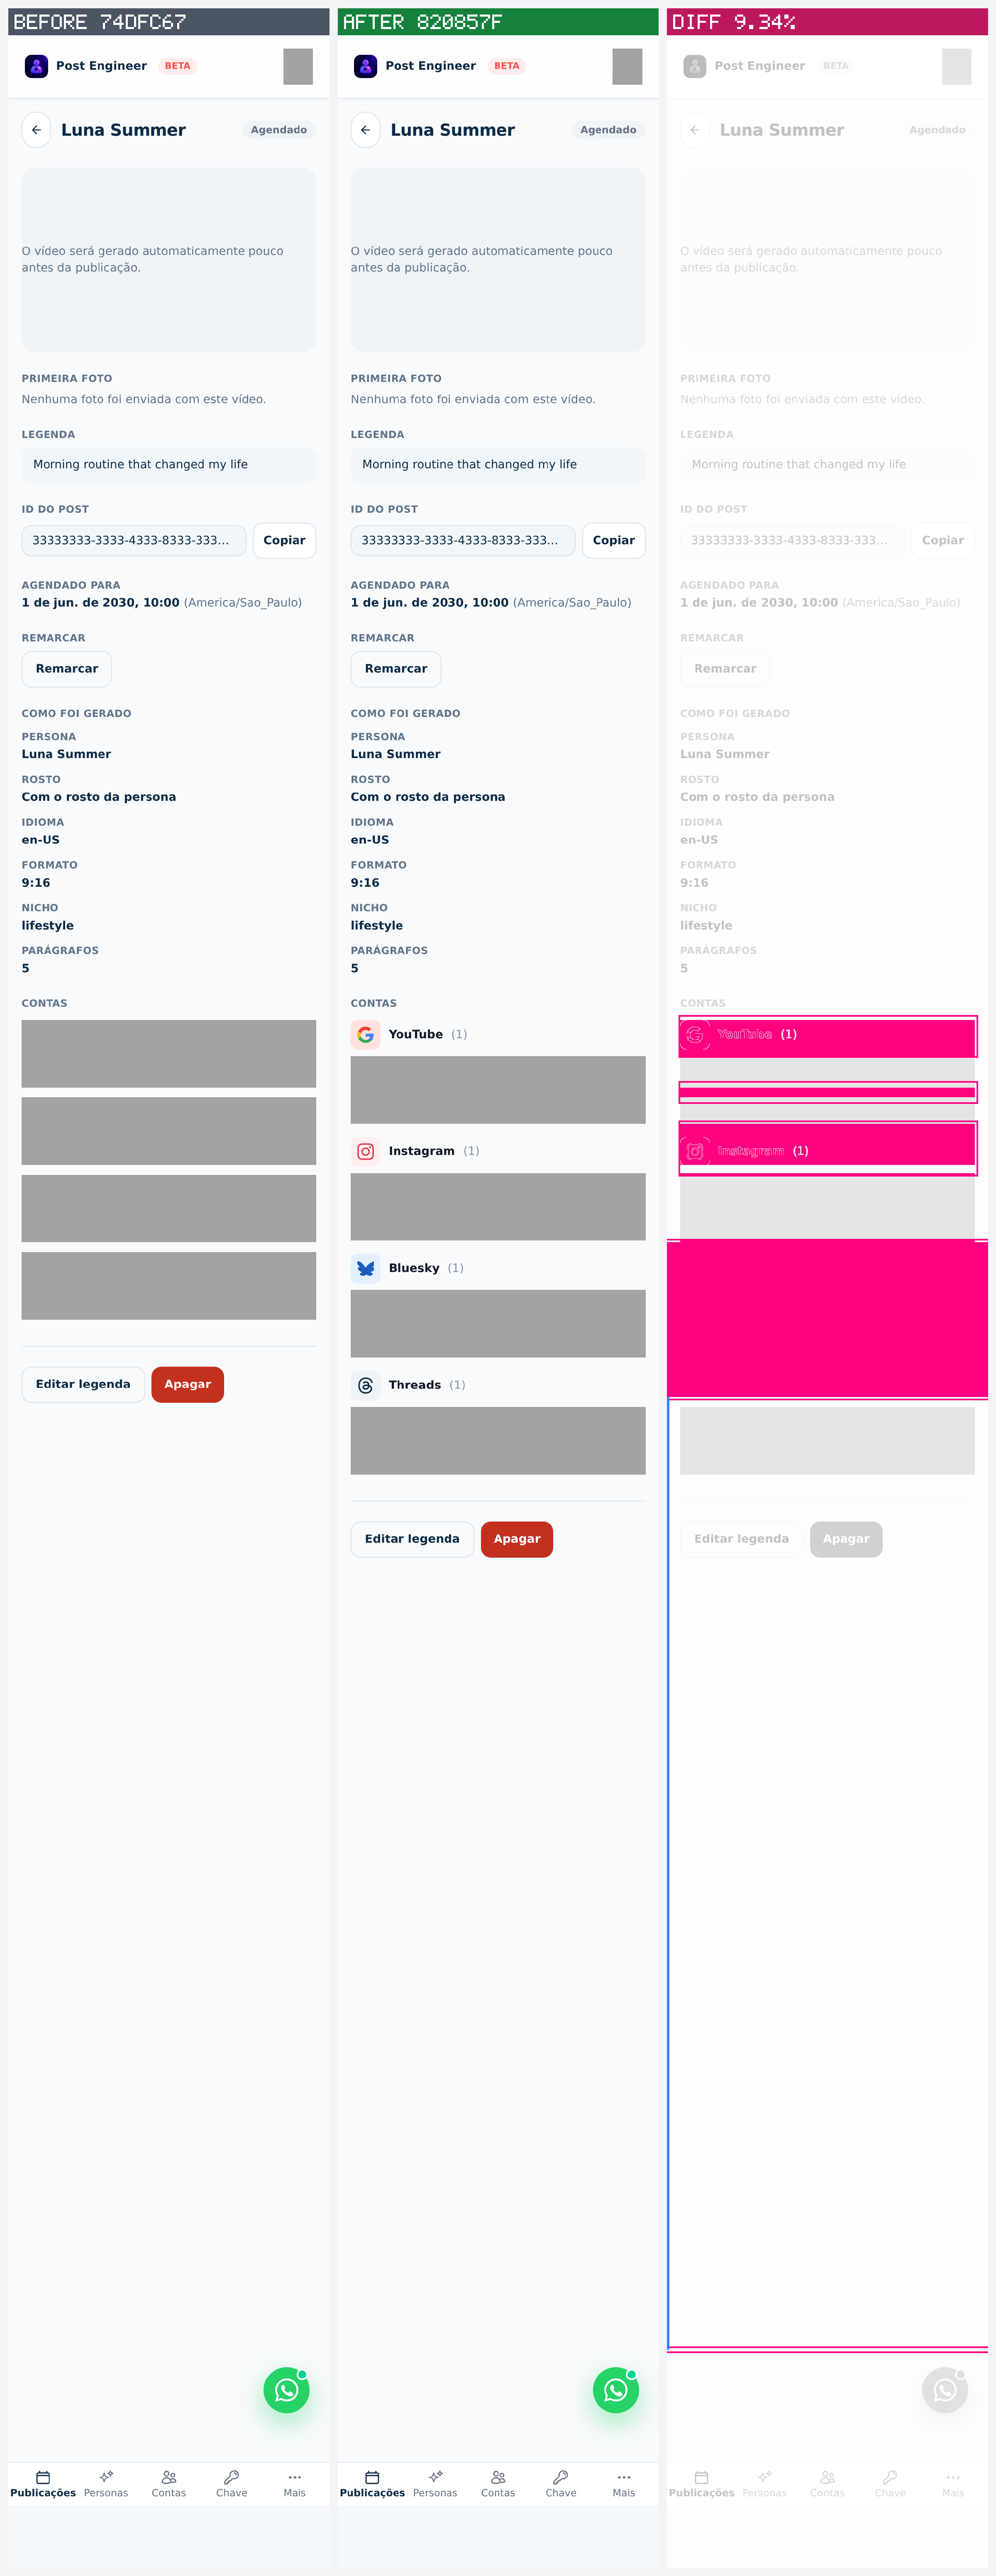 BEFORE 74DFC67
Post Engineer BETA
Luna Summer Agendado
O vídeo será gerado automaticamente pouco
antes da publicação.
PRIMEIRA FOTO
Nenhuma foto foi enviada com este vídeo.
LEGENDA
Morning routine that changed my life
ID DO POST
33333333-3333-4333-8333-333... Copiar
AGENDADO PARA
1 de jun. de 2030, 10:00 (America/Sao_Paulo)
REMARCAR
Remarcar
COMO FOI GERADO
PERSONA
Luna Summer
ROSTO
Com o rosto da persona
IDIOMA
en-US
FORMATO
9:16
NICHO
lifestyle
PARÁGRAFOS
5
CONTAS
Editar legenda Apagar
Publicações Personas Contas Chave Mais
AFTER 820857F
Post Engineer BETA
Luna Summer Agendado
O vídeo será gerado automaticamente pouco
antes da publicação.
PRIMEIRA FOTO
Nenhuma foto foi enviada com este vídeo.
LEGENDA
Morning routine that changed my life
ID DO POST
33333333-3333-4333-8333-333... Copiar
AGENDADO PARA
1 de jun. de 2030, 10:00 (America/Sao_Paulo)
REMARCAR
Remarcar
COMO FOI GERADO
PERSONA
Luna Summer
ROSTO
Com o rosto da persona
IDIOMA
en-US
FORMATO
9:16
NICHO
lifestyle
PARÁGRAFOS
5
CONTAS
YouTube (1)
Instagram (1)
Bluesky (1)
Threads (1)
Editar legenda Apagar
Publicações Personas Contas Chave Mais
DIFF 9.34%
Post Engineer BETA
Luna Summer Agendado
O vídeo será gerado automaticamente pouco
antes da publicação.
PRIMEIRA FOTO
Nenhuma foto foi enviada com este vídeo.
LEGENDA
Morning routine that changed my life
ID DO POST
33333333-3333-4333-8333-333... Copiar
AGENDADO PARA
1 de jun. de 2030, 10:00 (America/Sao_Paulo)
REMARCAR
Remarcar
COMO FOI GERADO
PERSONA
Luna Summer
ROSTO
Com o rosto da persona
IDIOMA
en-US
FORMATO
9:16
NICHO
lifestyle
PARÁGRAFOS
5
CONTAS
YouTube (1)
Instagram (1)
Editar legenda Apagar
Publicações Personas Contas Chave Mais